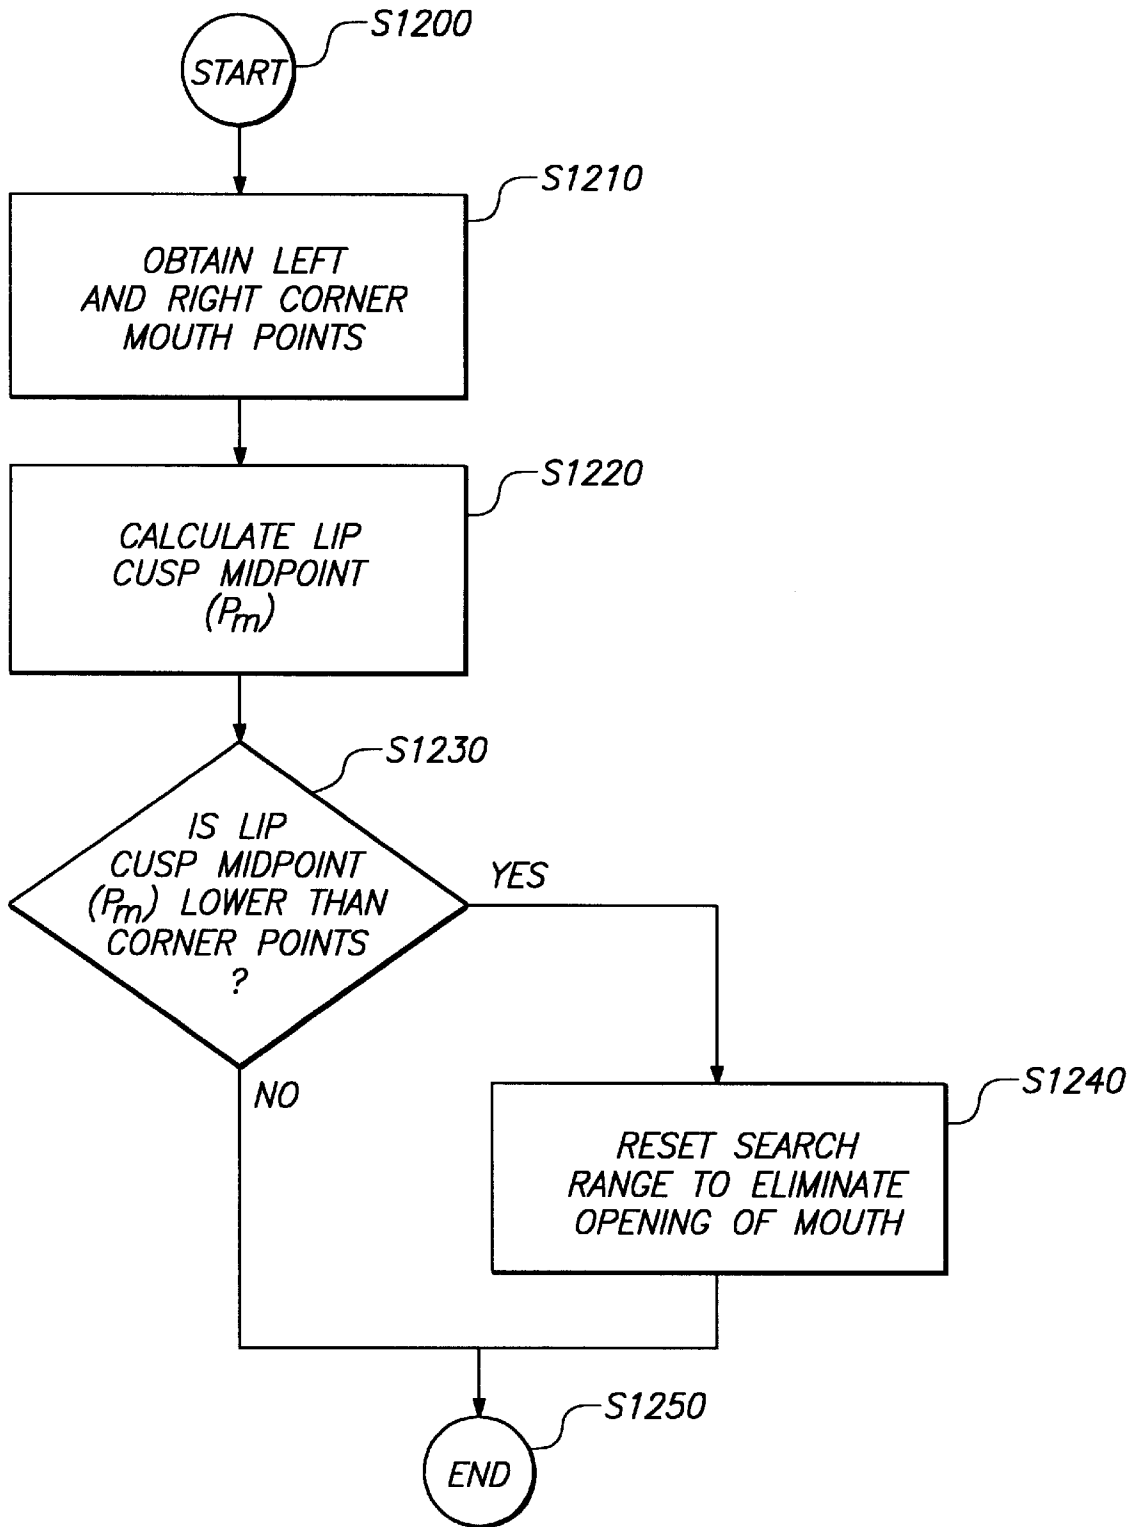 S1200
START
S1210
OBTAIN LEFT
AND RIGHT CORNER
MOUTH POINTS
S1220
CALCULATE LIP
CUSP MIDPOINT
(Pm)
S1230
IS LIP
CUSP MIDPOINT
(Pm) LOWER THAN
CORNER POINTS
?
YES
NO
S1240
RESET SEARCH
RANGE TO ELIMINATE
OPENING OF MOUTH
S1250
END